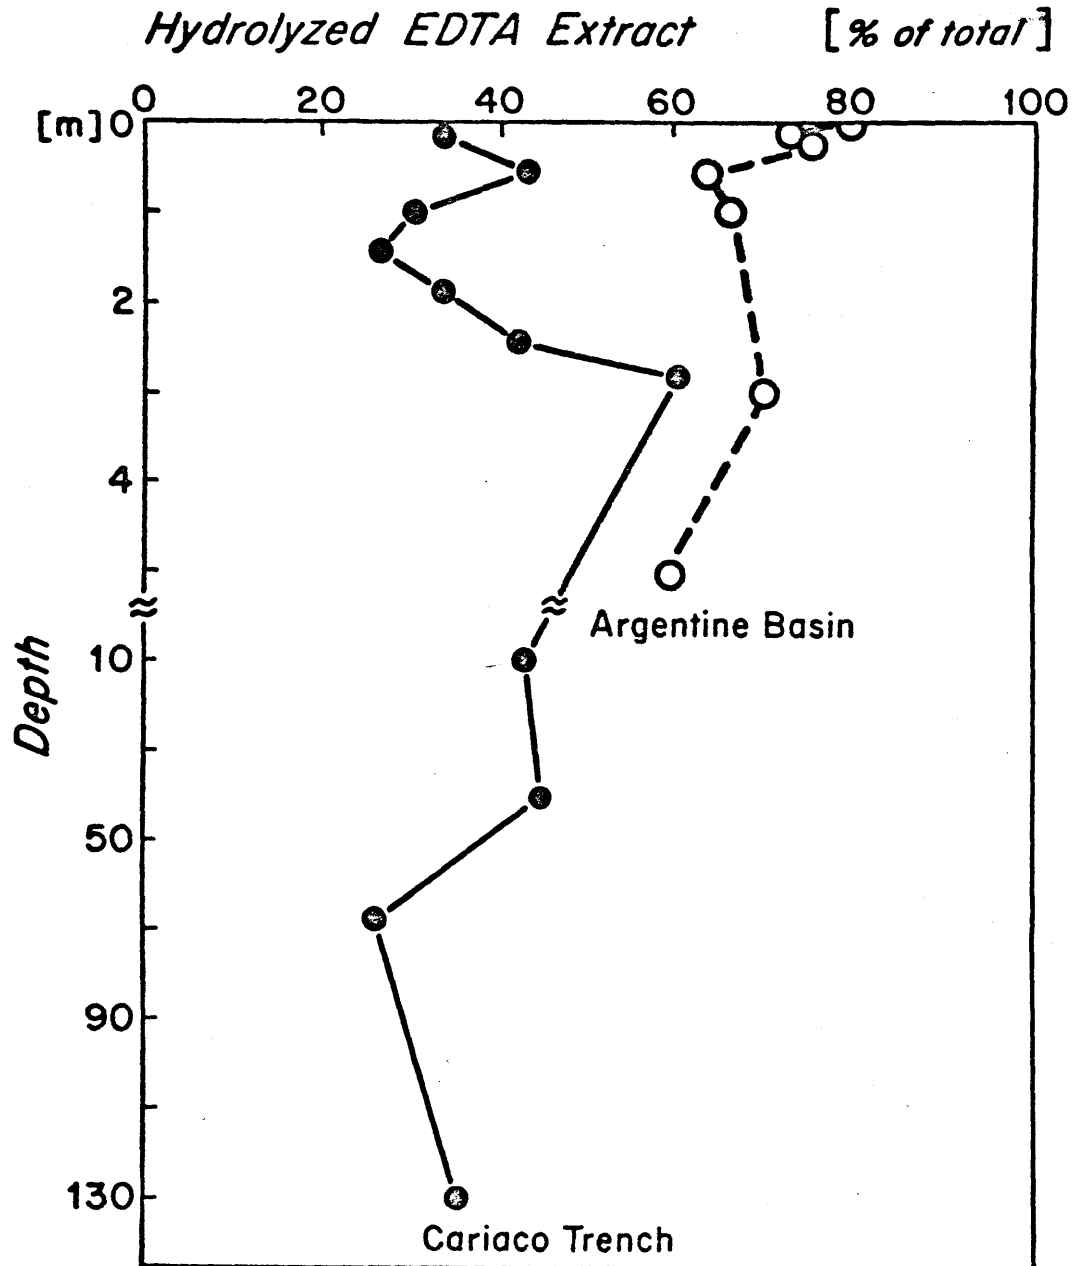 Hydrolyzed EDTA Extract [% of total]
0 20 40 60 80 100
[m] 0
2
4
Argentine Basin
10
Depth
50
90
130
Cariaco Trench